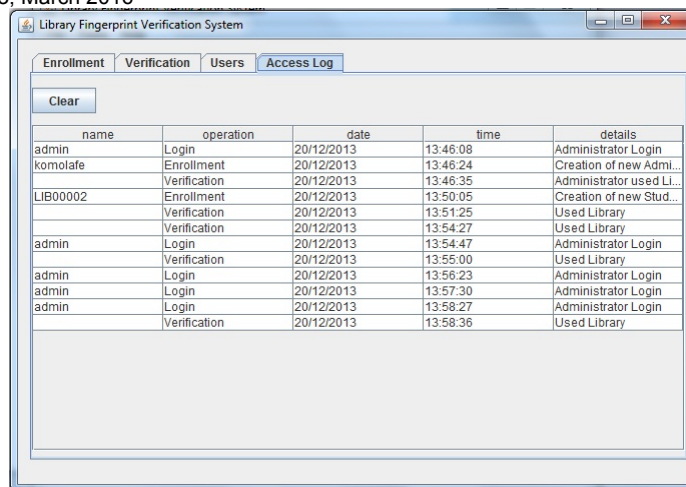 March 2016
Library Fingerprint Verification System
Enrollment Verification Users Access Log
Clear
name operation date time details
admin Login 20/12/2013 13:46:08 Administrator Login
komolafe Enrollment 20/12/2013 13:46:24 Creation of new Admi...
Verification 20/12/2013 13:46:35 Administrator used Li...
LIB00002 Enrollment 20/12/2013 13:50:05 Creation of new Stud...
Verification 20/12/2013 13:51:25 Used Library
Verification 20/12/2013 13:54:27 Used Library
admin Login 20/12/2013 13:54:47 Administrator Login
Verification 20/12/2013 13:55:00 Used Library
admin Login 20/12/2013 13:56:23 Administrator Login
admin Login 20/12/2013 13:57:30 Administrator Login
admin Login 20/12/2013 13:58:27 Administrator Login
Verification 20/12/2013 13:58:36 Used Library